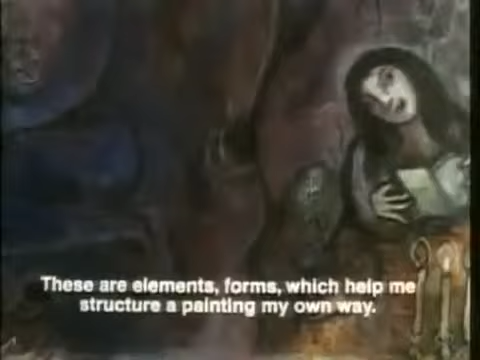 These are elements, forms, which help me
structure a painting my own way.